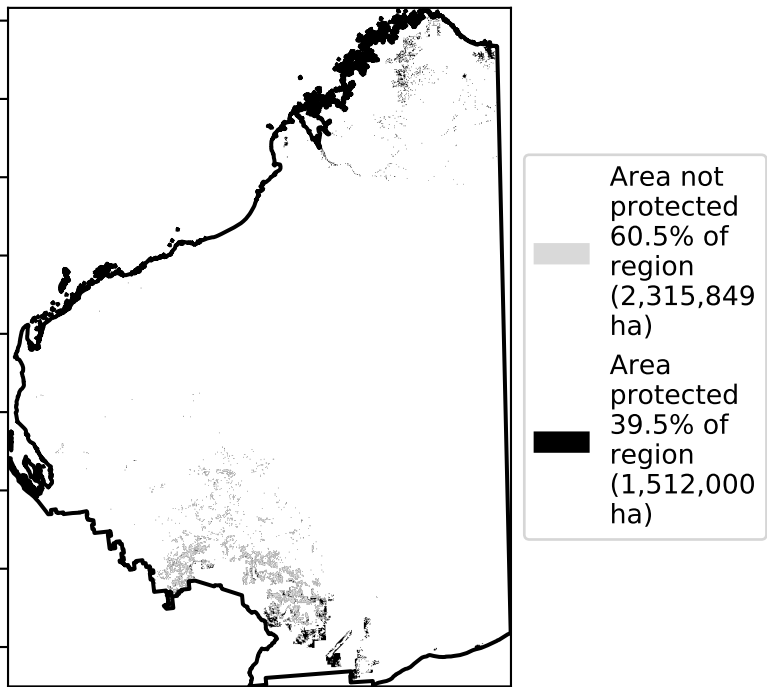 Area not
protected
60.5% of
region
(2,315,849
ha)
Area
protected
39.5% of
region
(1,512,000
ha)